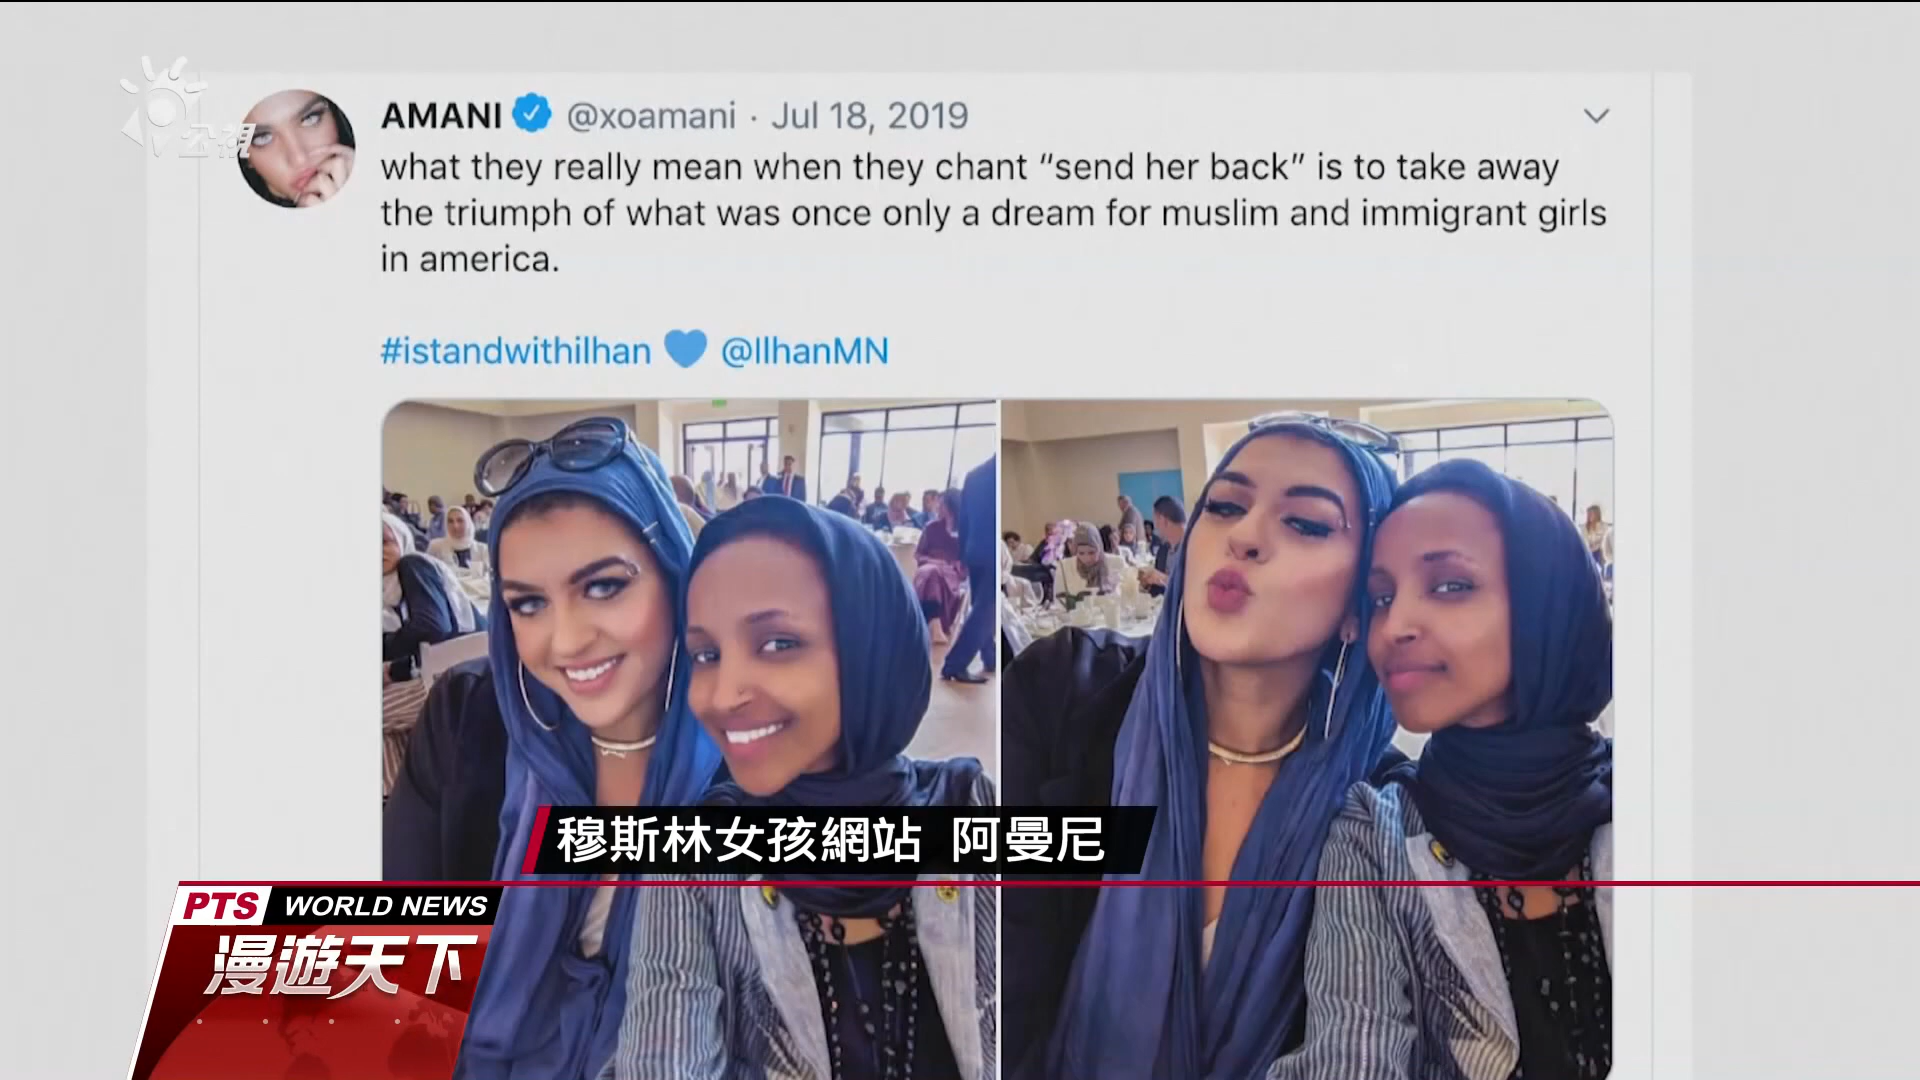 公視
AMANI @xoamani · Jul 18, 2019
what they really mean when they chant “send her back” is to take away
the triumph of what was once only a dream for muslim and immigrant girls
in america.
#istandwithilhan 💙 @IlhanMN
穆斯林女孩網站 阿曼尼
PTS WORLD NEWS
漫遊天下